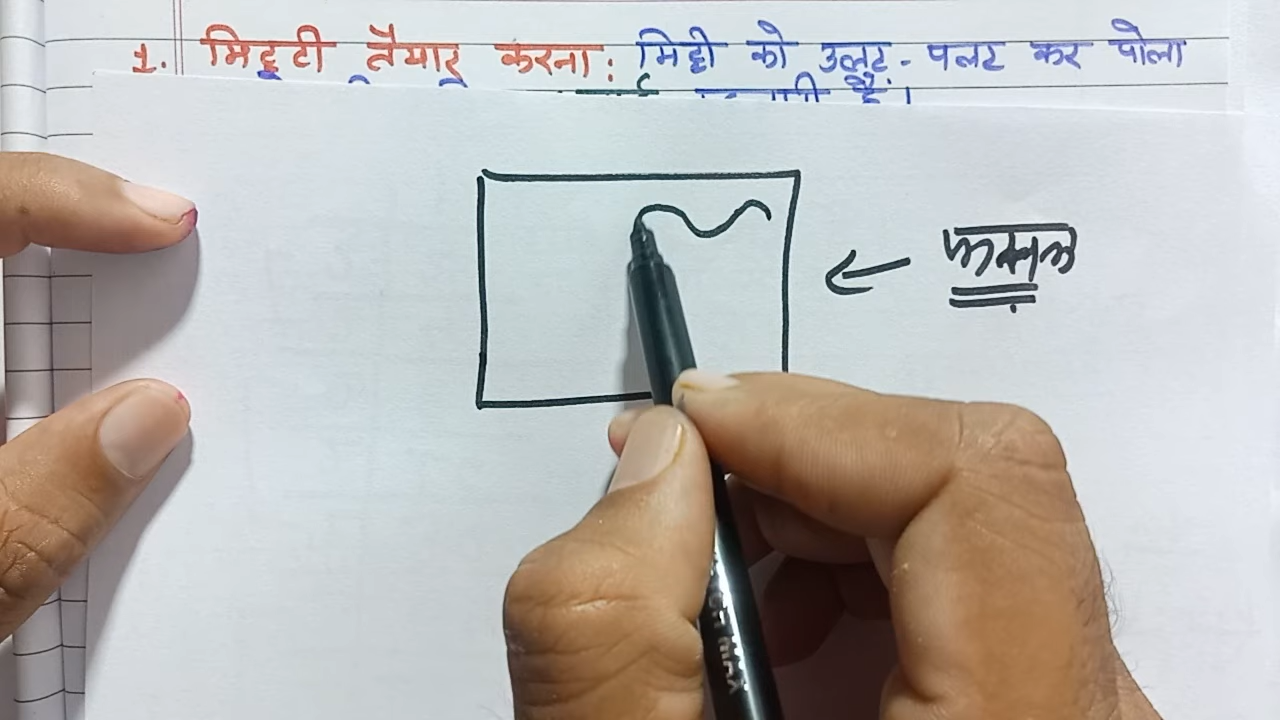 1. मिट्टी तैयार करना: मिट्टी को उलट-पलट कर पोला
है।
फसल